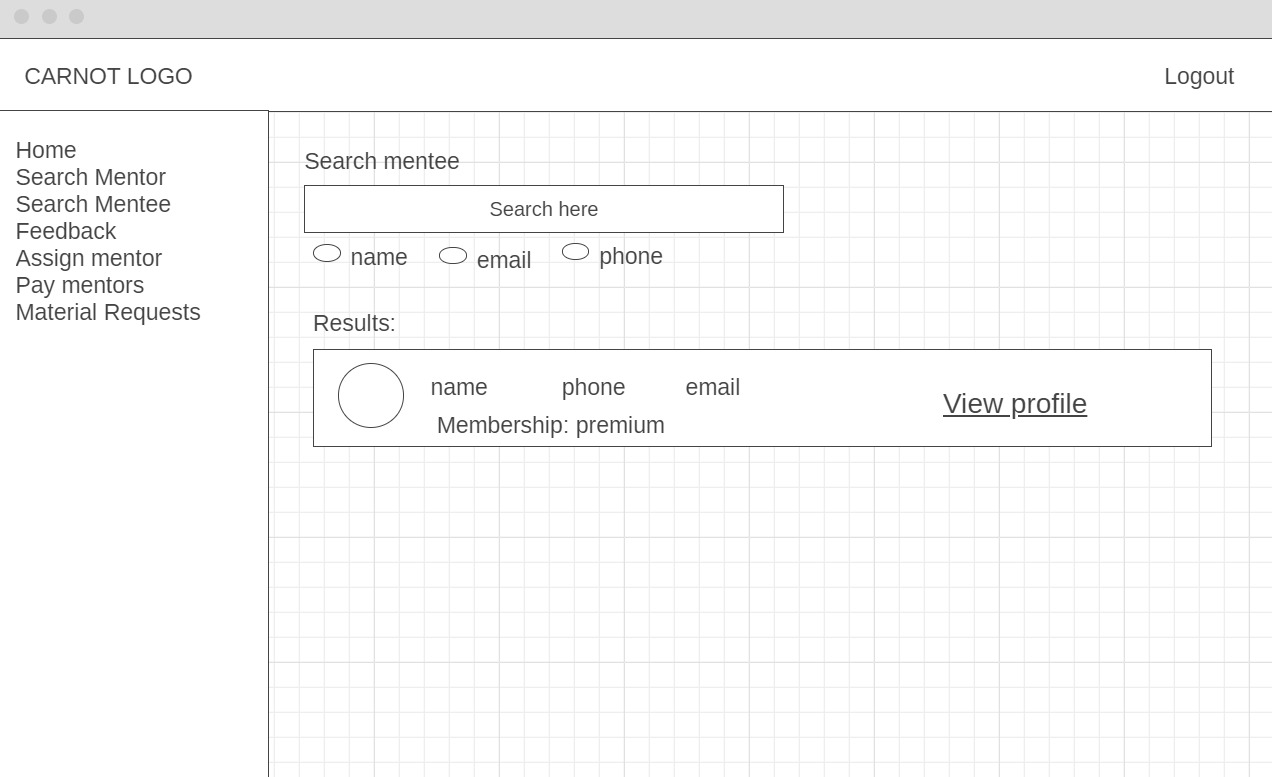 CARNOT LOGO
Logout
Home
Search Mentor
Search Mentee
Feedback
Assign mentor
Pay mentors
Material Requests
Search mentee
Search here
name email phone
Results:
name phone email
Membership: premium
View profile